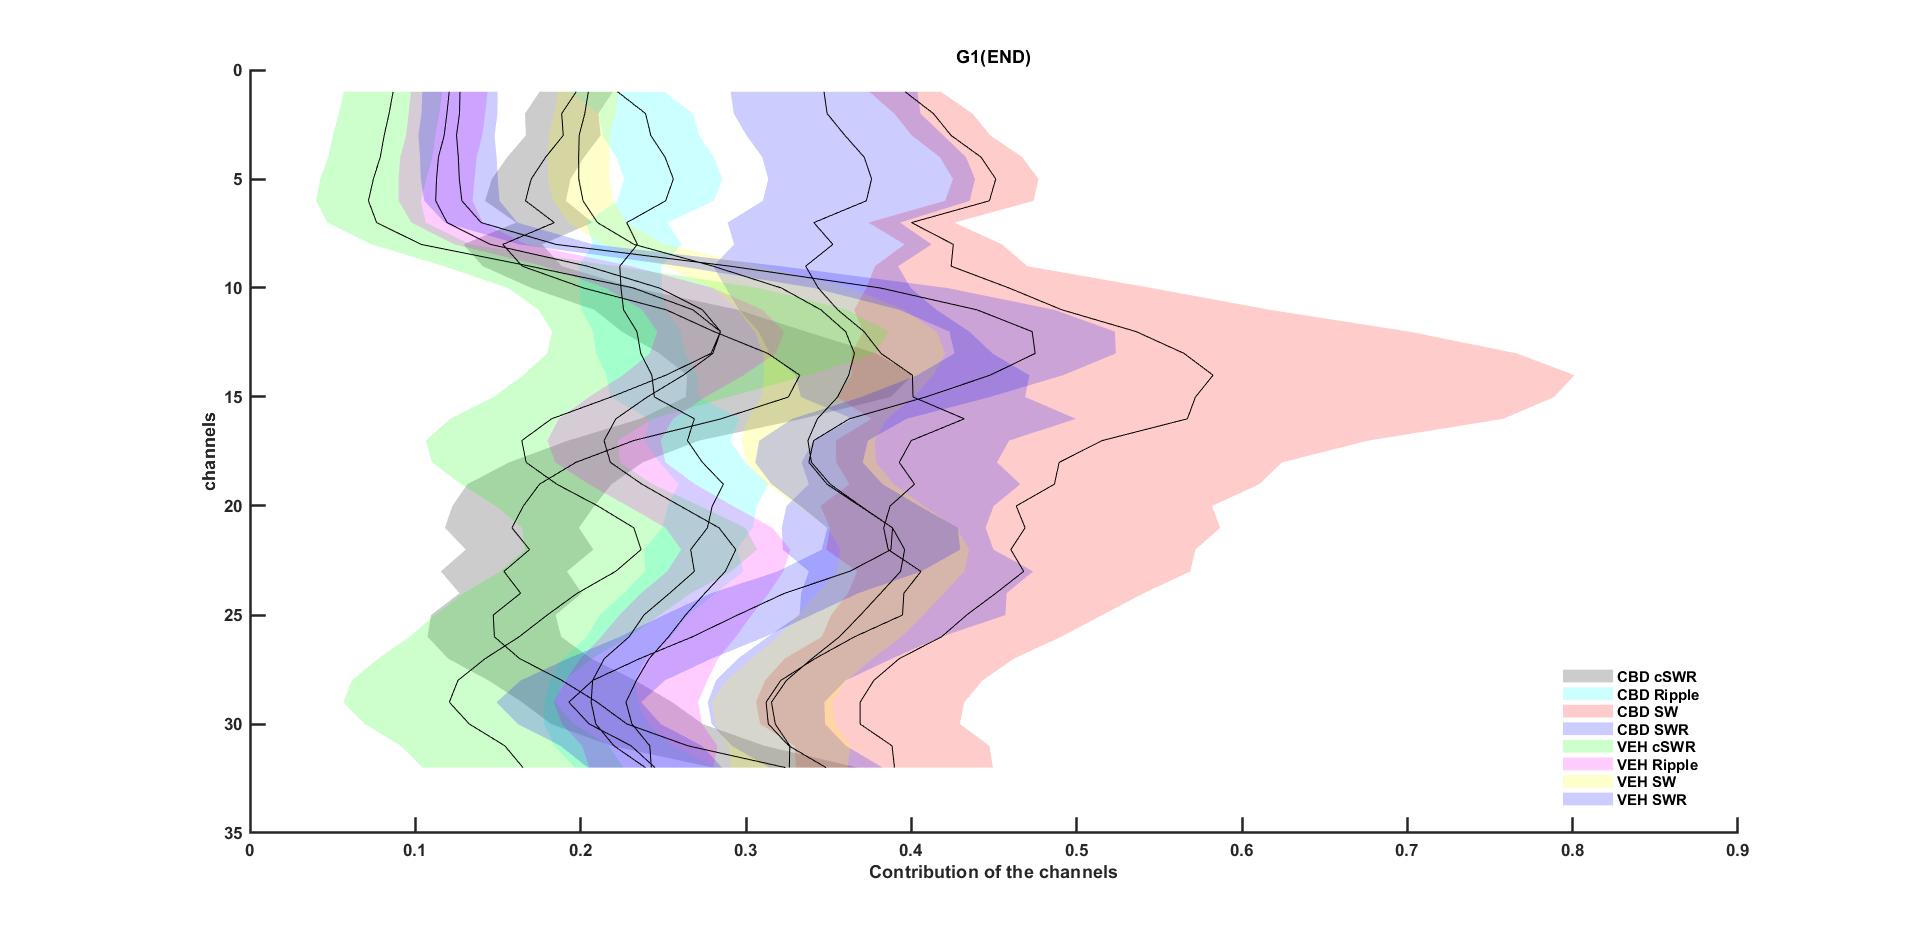 G1(END)
0
5
10
15
20
25
30
35
channels
0
0.1
0.2
0.3
0.4
0.5
0.6
0.7
0.8
0.9
Contribution of the channels
CBD cSWR
CBD Ripple
CBD SW
CBD SWR
VEH cSWR
VEH Ripple
VEH SW
VEH SWR